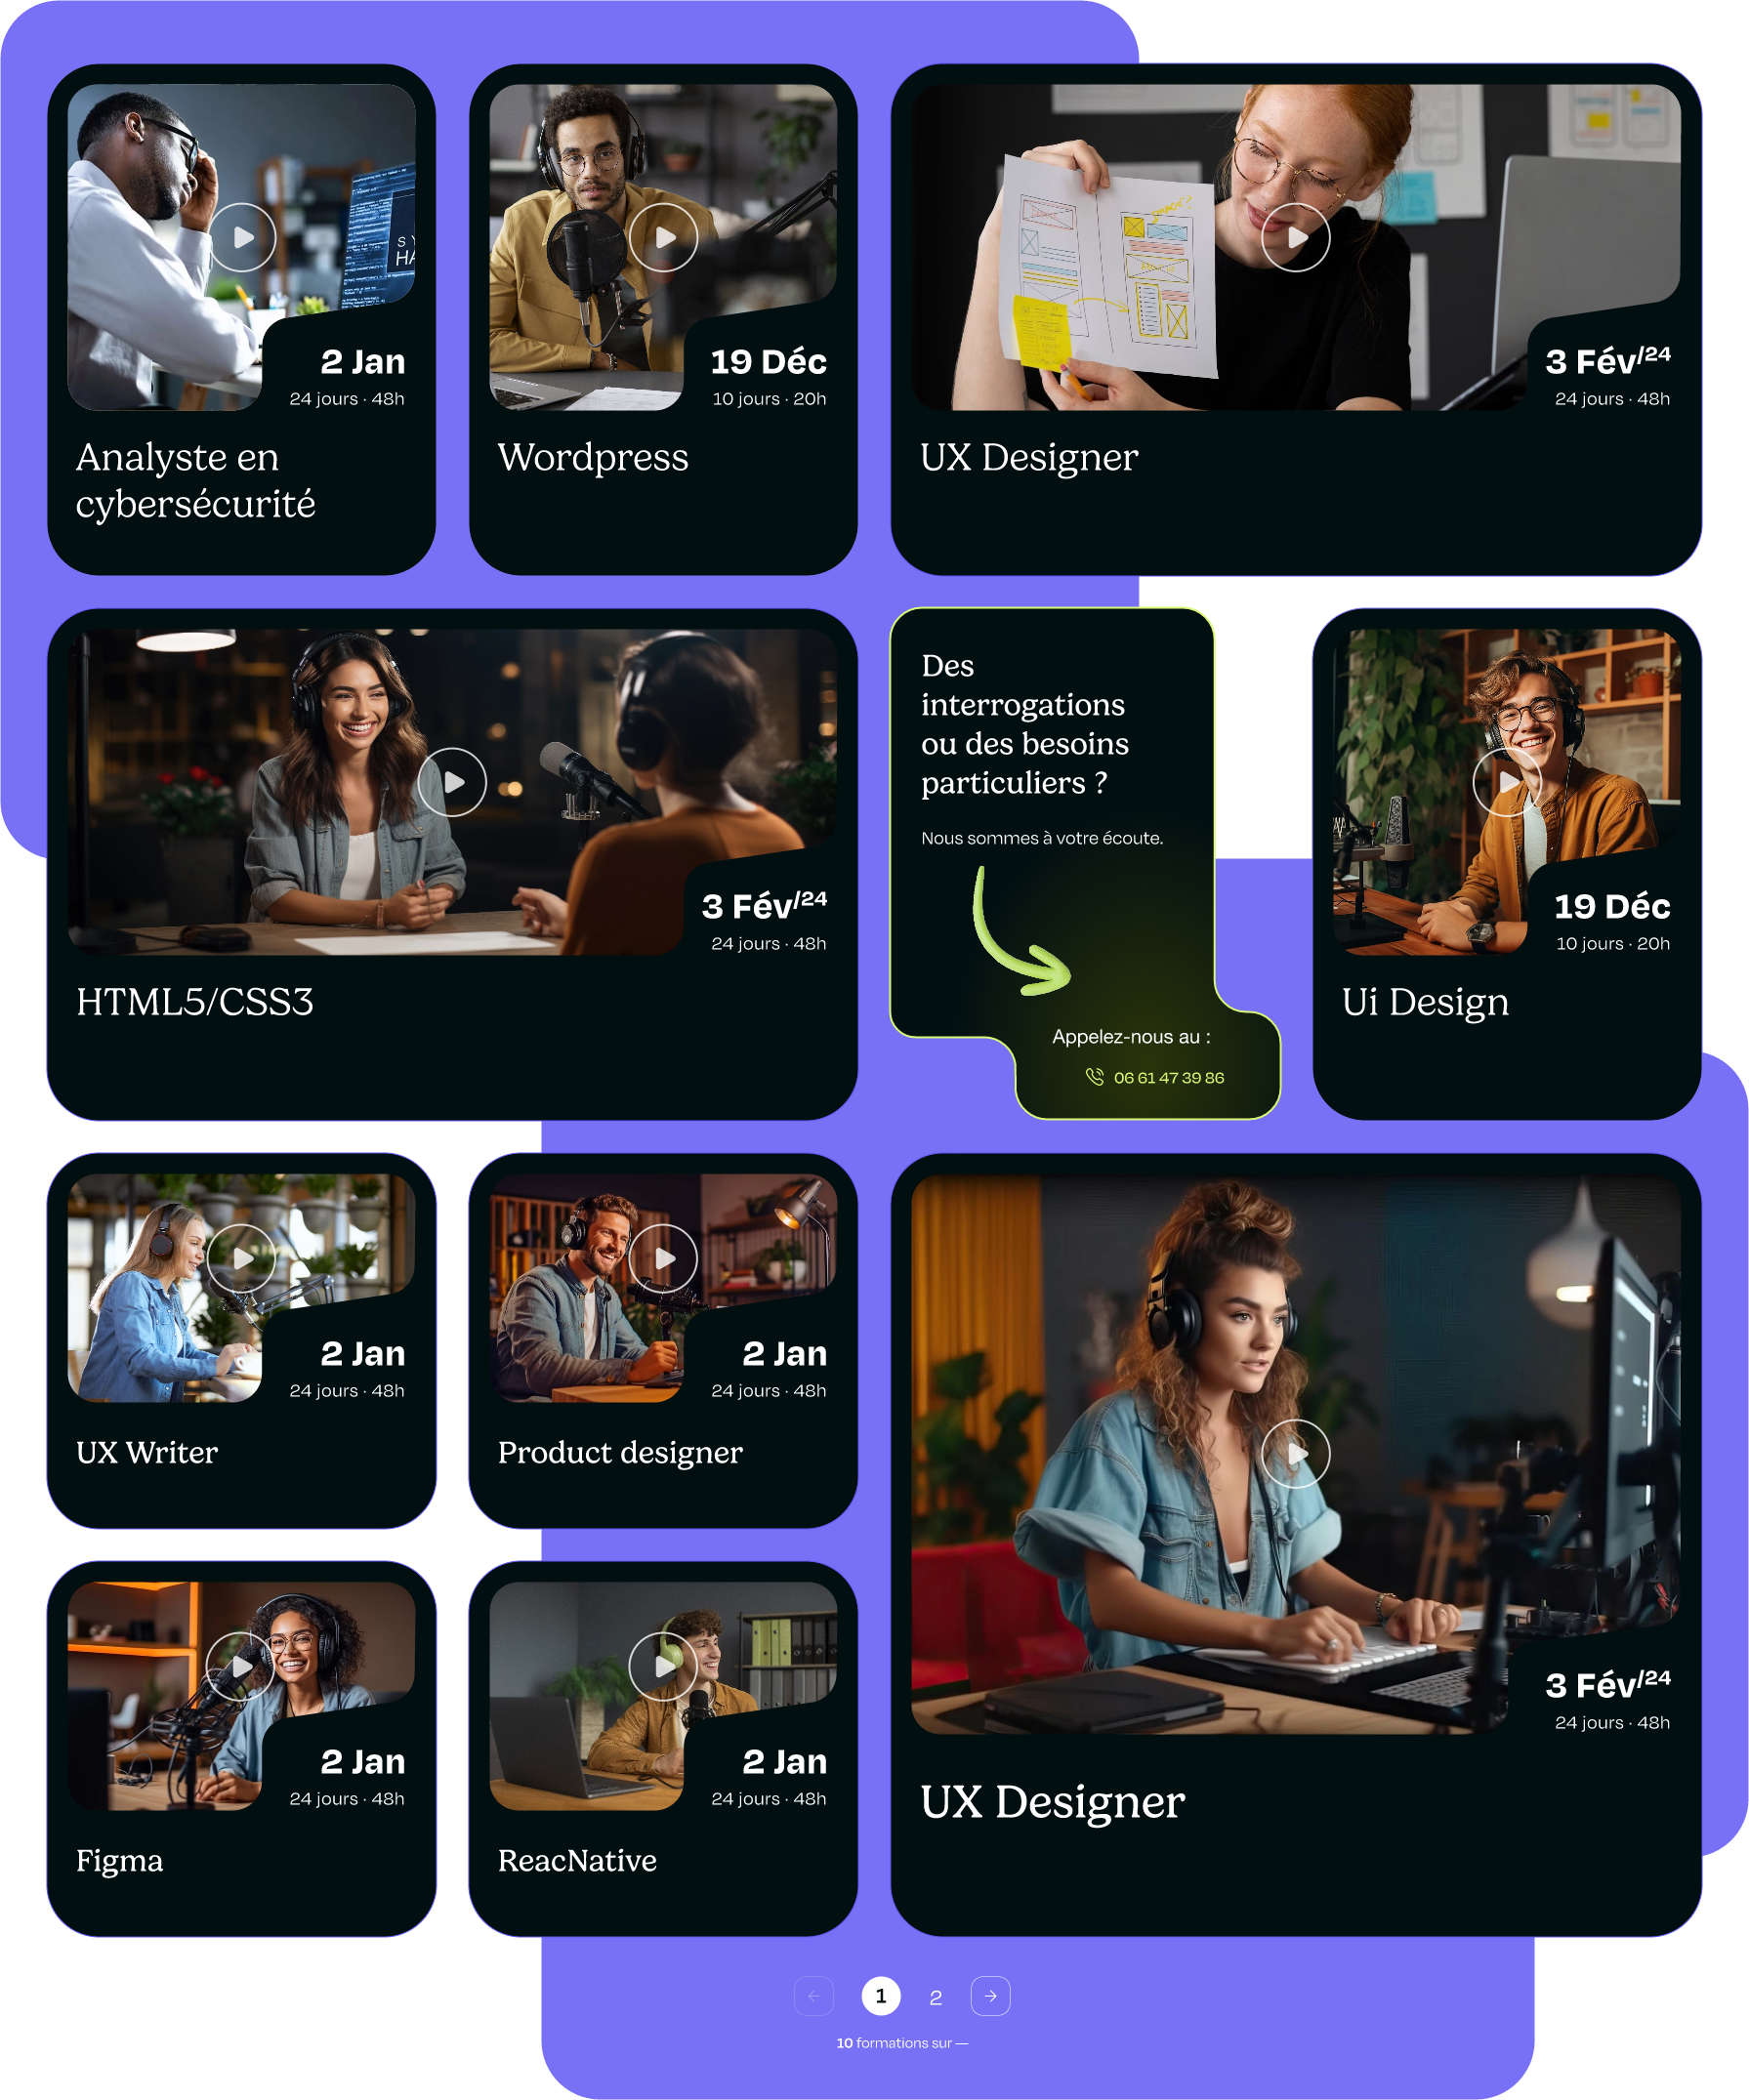 2 Jan
24 jours · 48h
Analyste en
cybersécurité
19 Déc
10 jours · 20h
Wordpress
3 Fév/24
24 jours · 48h
UX Designer
3 Fév/24
24 jours · 48h
HTML5/CSS3
Des
interrogations
ou des besoins
particuliers ?
Nous sommes à votre écoute.
Appelez-nous au :
06 61 47 39 86
19 Déc
10 jours · 20h
Ui Design
2 Jan
24 jours · 48h
UX Writer
2 Jan
24 jours · 48h
Product designer
3 Fév/24
24 jours · 48h
UX Designer
2 Jan
24 jours · 48h
Figma
2 Jan
24 jours · 48h
ReacNative
1 2
10 formations sur —